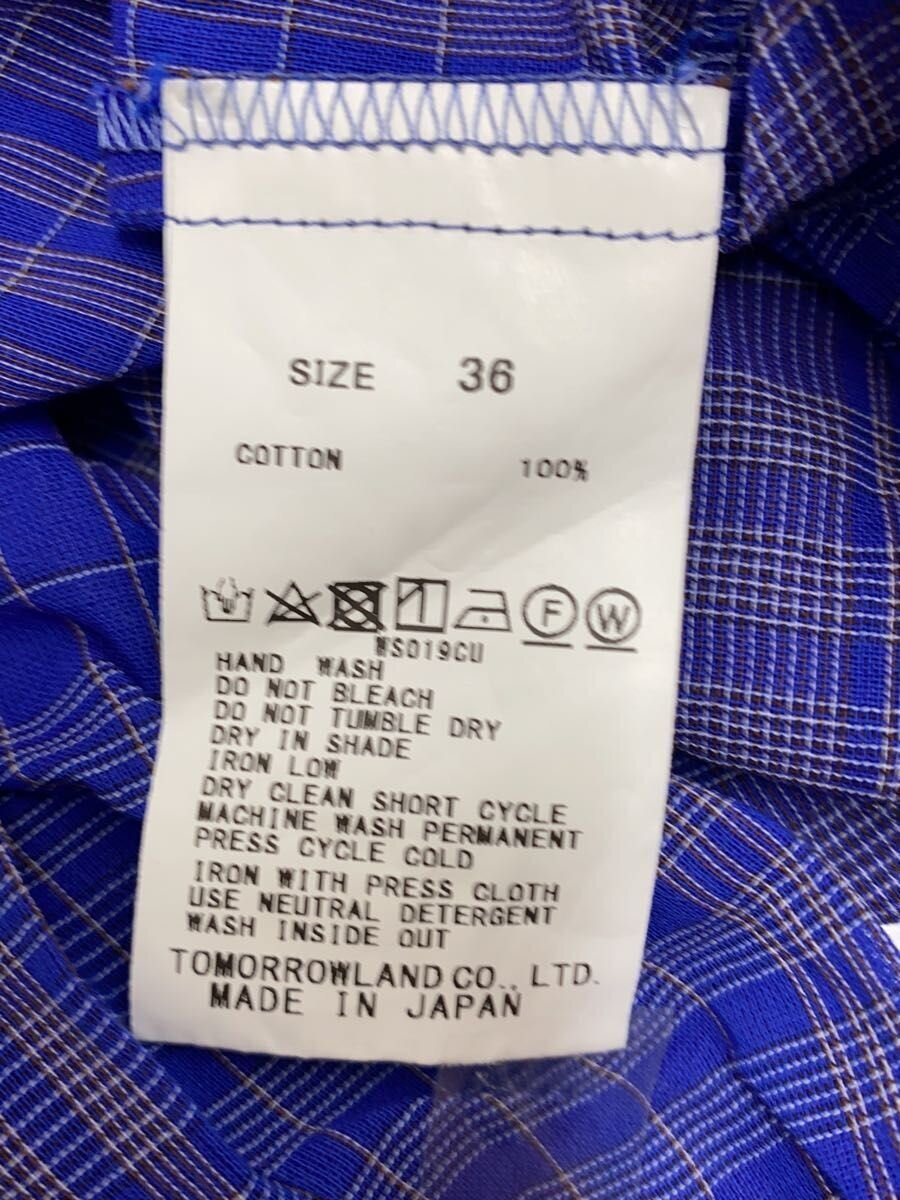 SIZE 36
COTTON 100%
F W
WS019CU
HAND WASH
DO NOT BLEACH
DO NOT TUMBLE DRY
DRY IN SHADE
IRON LOW
DRY CLEAN SHORT CYCLE
MACHINE WASH PERMANENT
PRESS CYCLE COLD
IRON WITH PRESS CLOTH
USE NEUTRAL DETERGENT
WASH INSIDE OUT
TOMORROWLAND CO., LTD.
MADE IN JAPAN